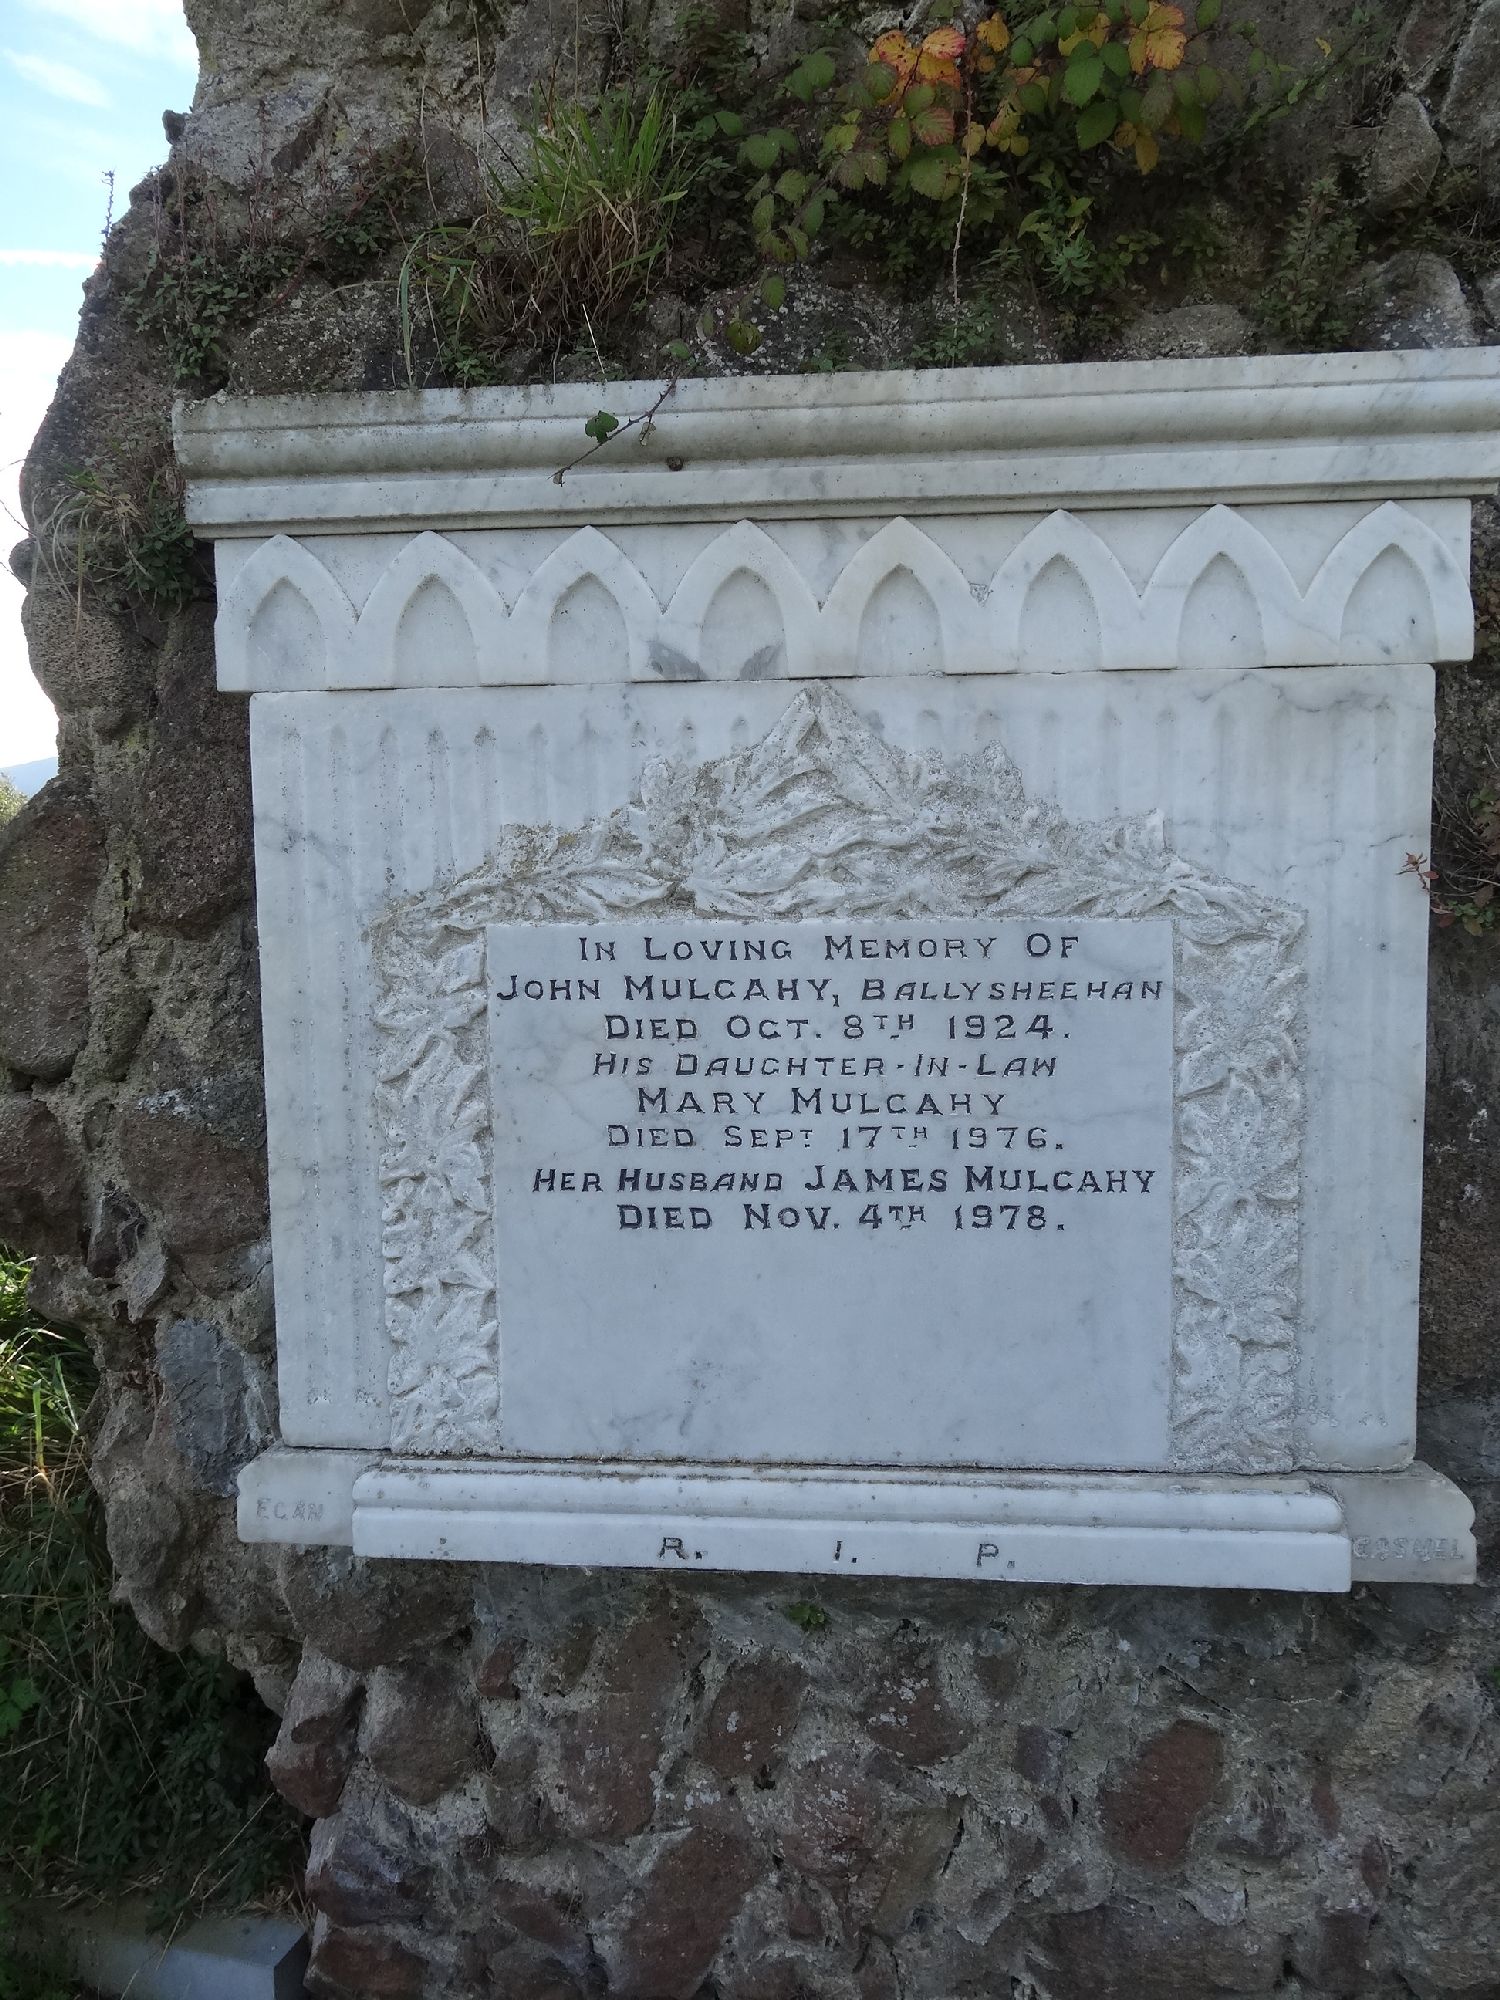 IN LOVING MEMORY OF
JOHN MULCAHY, BALLYSHEEHAN
DIED OCT. 8TH 1924.
HIS DAUGHTER-IN-LAW
MARY MULCAHY
DIED SEPT 17TH 1976.
HER HUSBAND JAMES MULCAHY
DIED NOV. 4TH 1978.
EGAN
R. I. P.